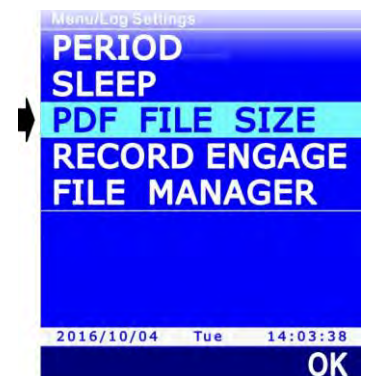 Menu/Log Settings
PERIOD
SLEEP
PDF FILE SIZE
RECORD ENGAGE
FILE MANAGER
2016/10/04 Tue 14:03:38
OK